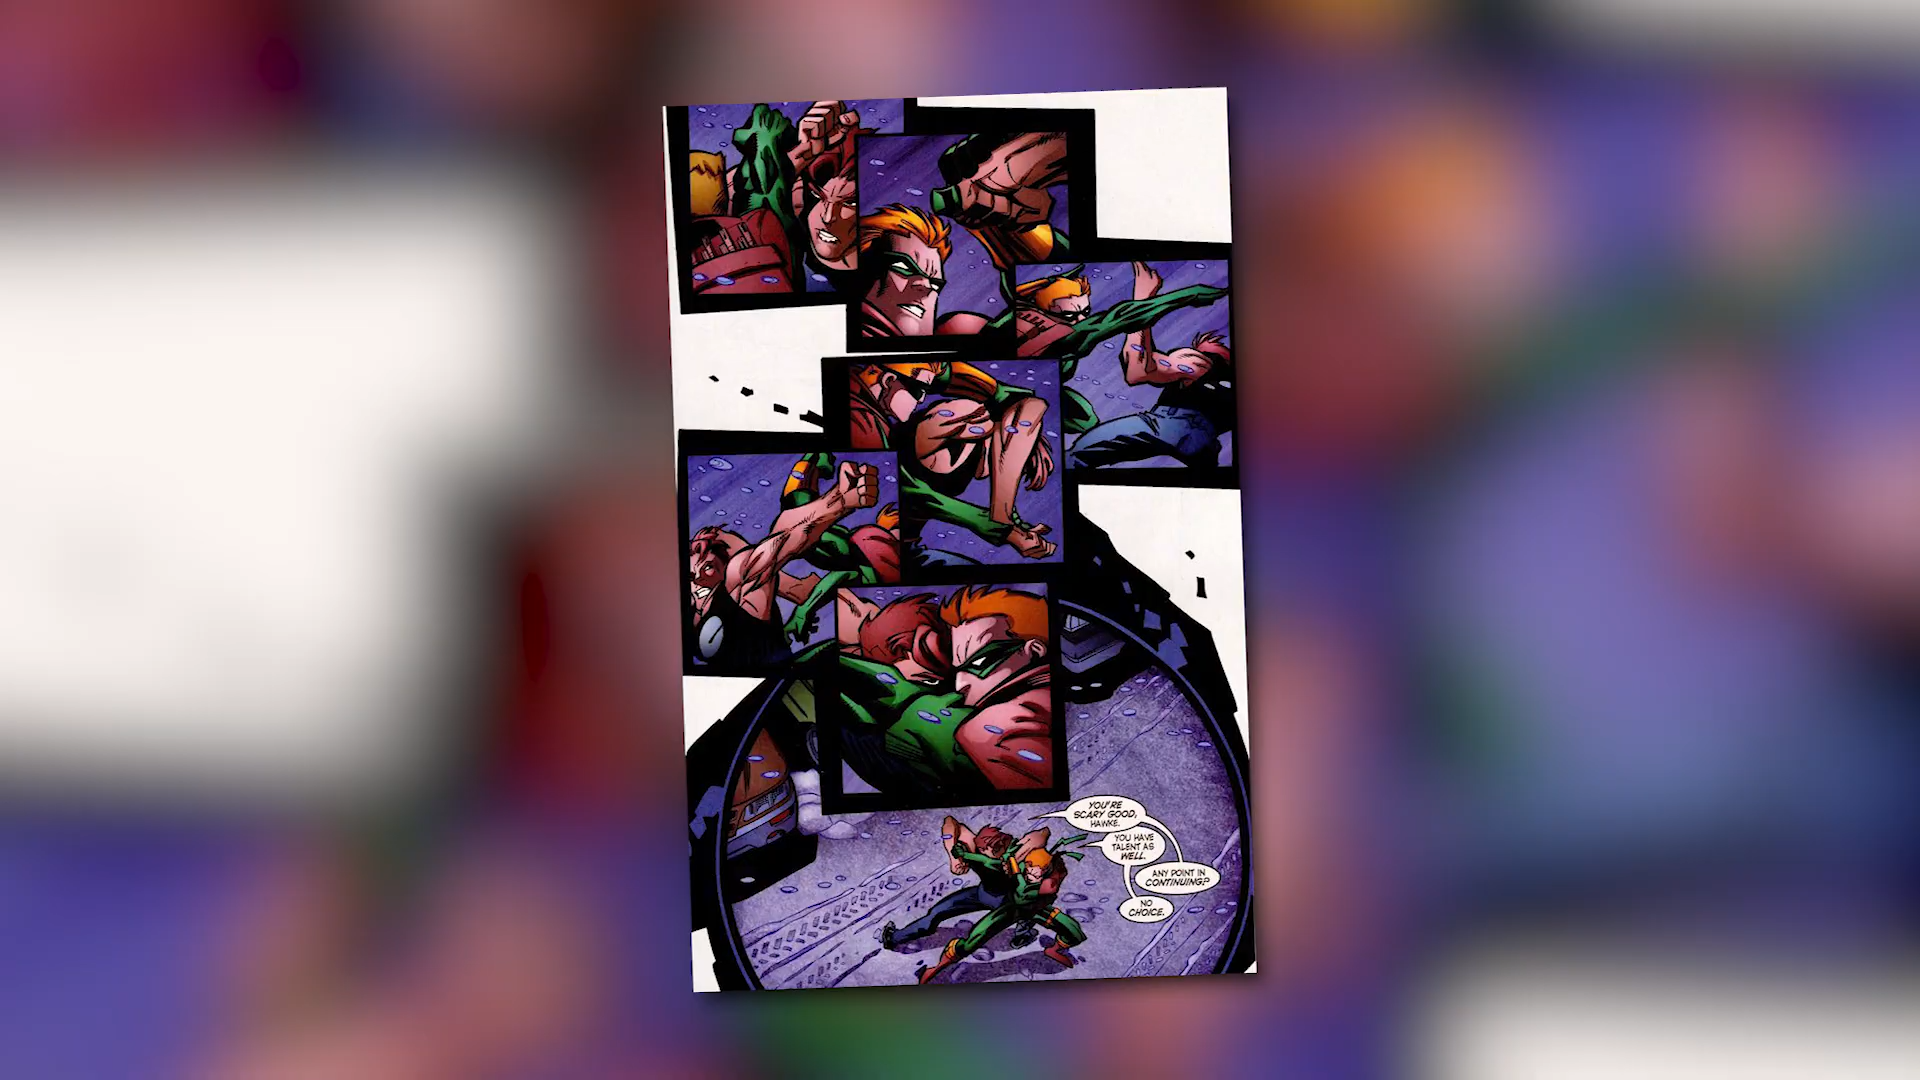 YOU'RE
SCARY GOOD,
HAWKE.
YOU HAVE
TALENT AS
WELL.
ANY POINT IN
CONTINUING?
NO
CHOICE.